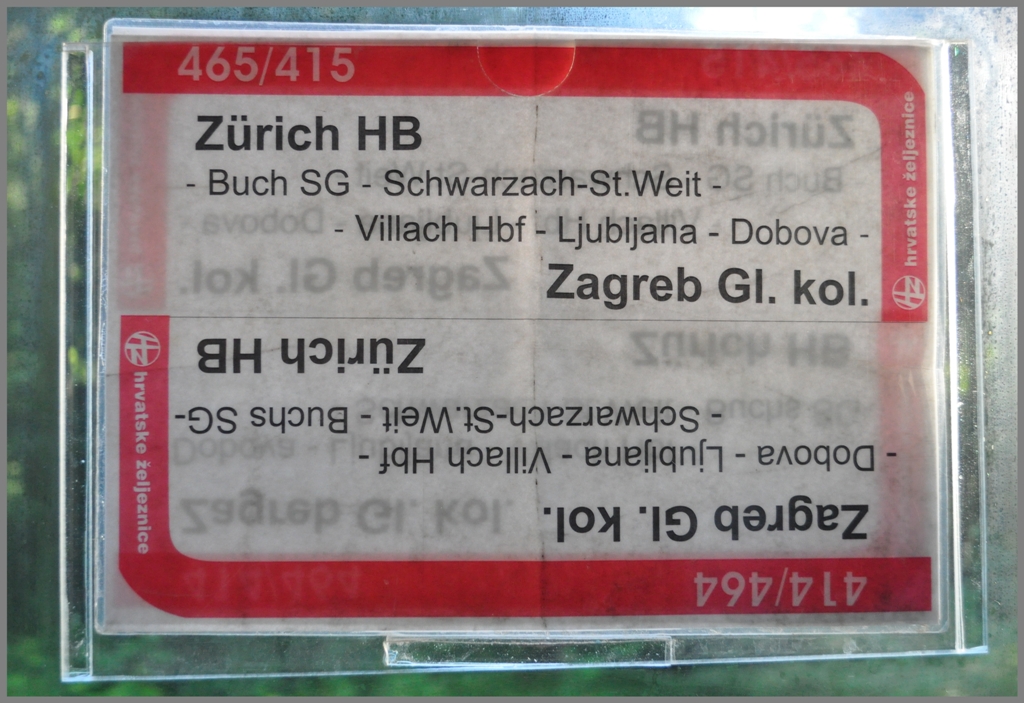 465/415
Zürich HB
- Buch SG - Schwarzach-St.Weit -
- Villach Hbf - Ljubljana - Dobova -
Zagreb Gl. kol.
hrvatske željeznice
414/464
Zagreb Gl. kol.
- Dobova - Ljubljana - Villach Hbf -
- Schwarzach-St.Weit - Buchs SG-
Zürich HB
hrvatske željeznice